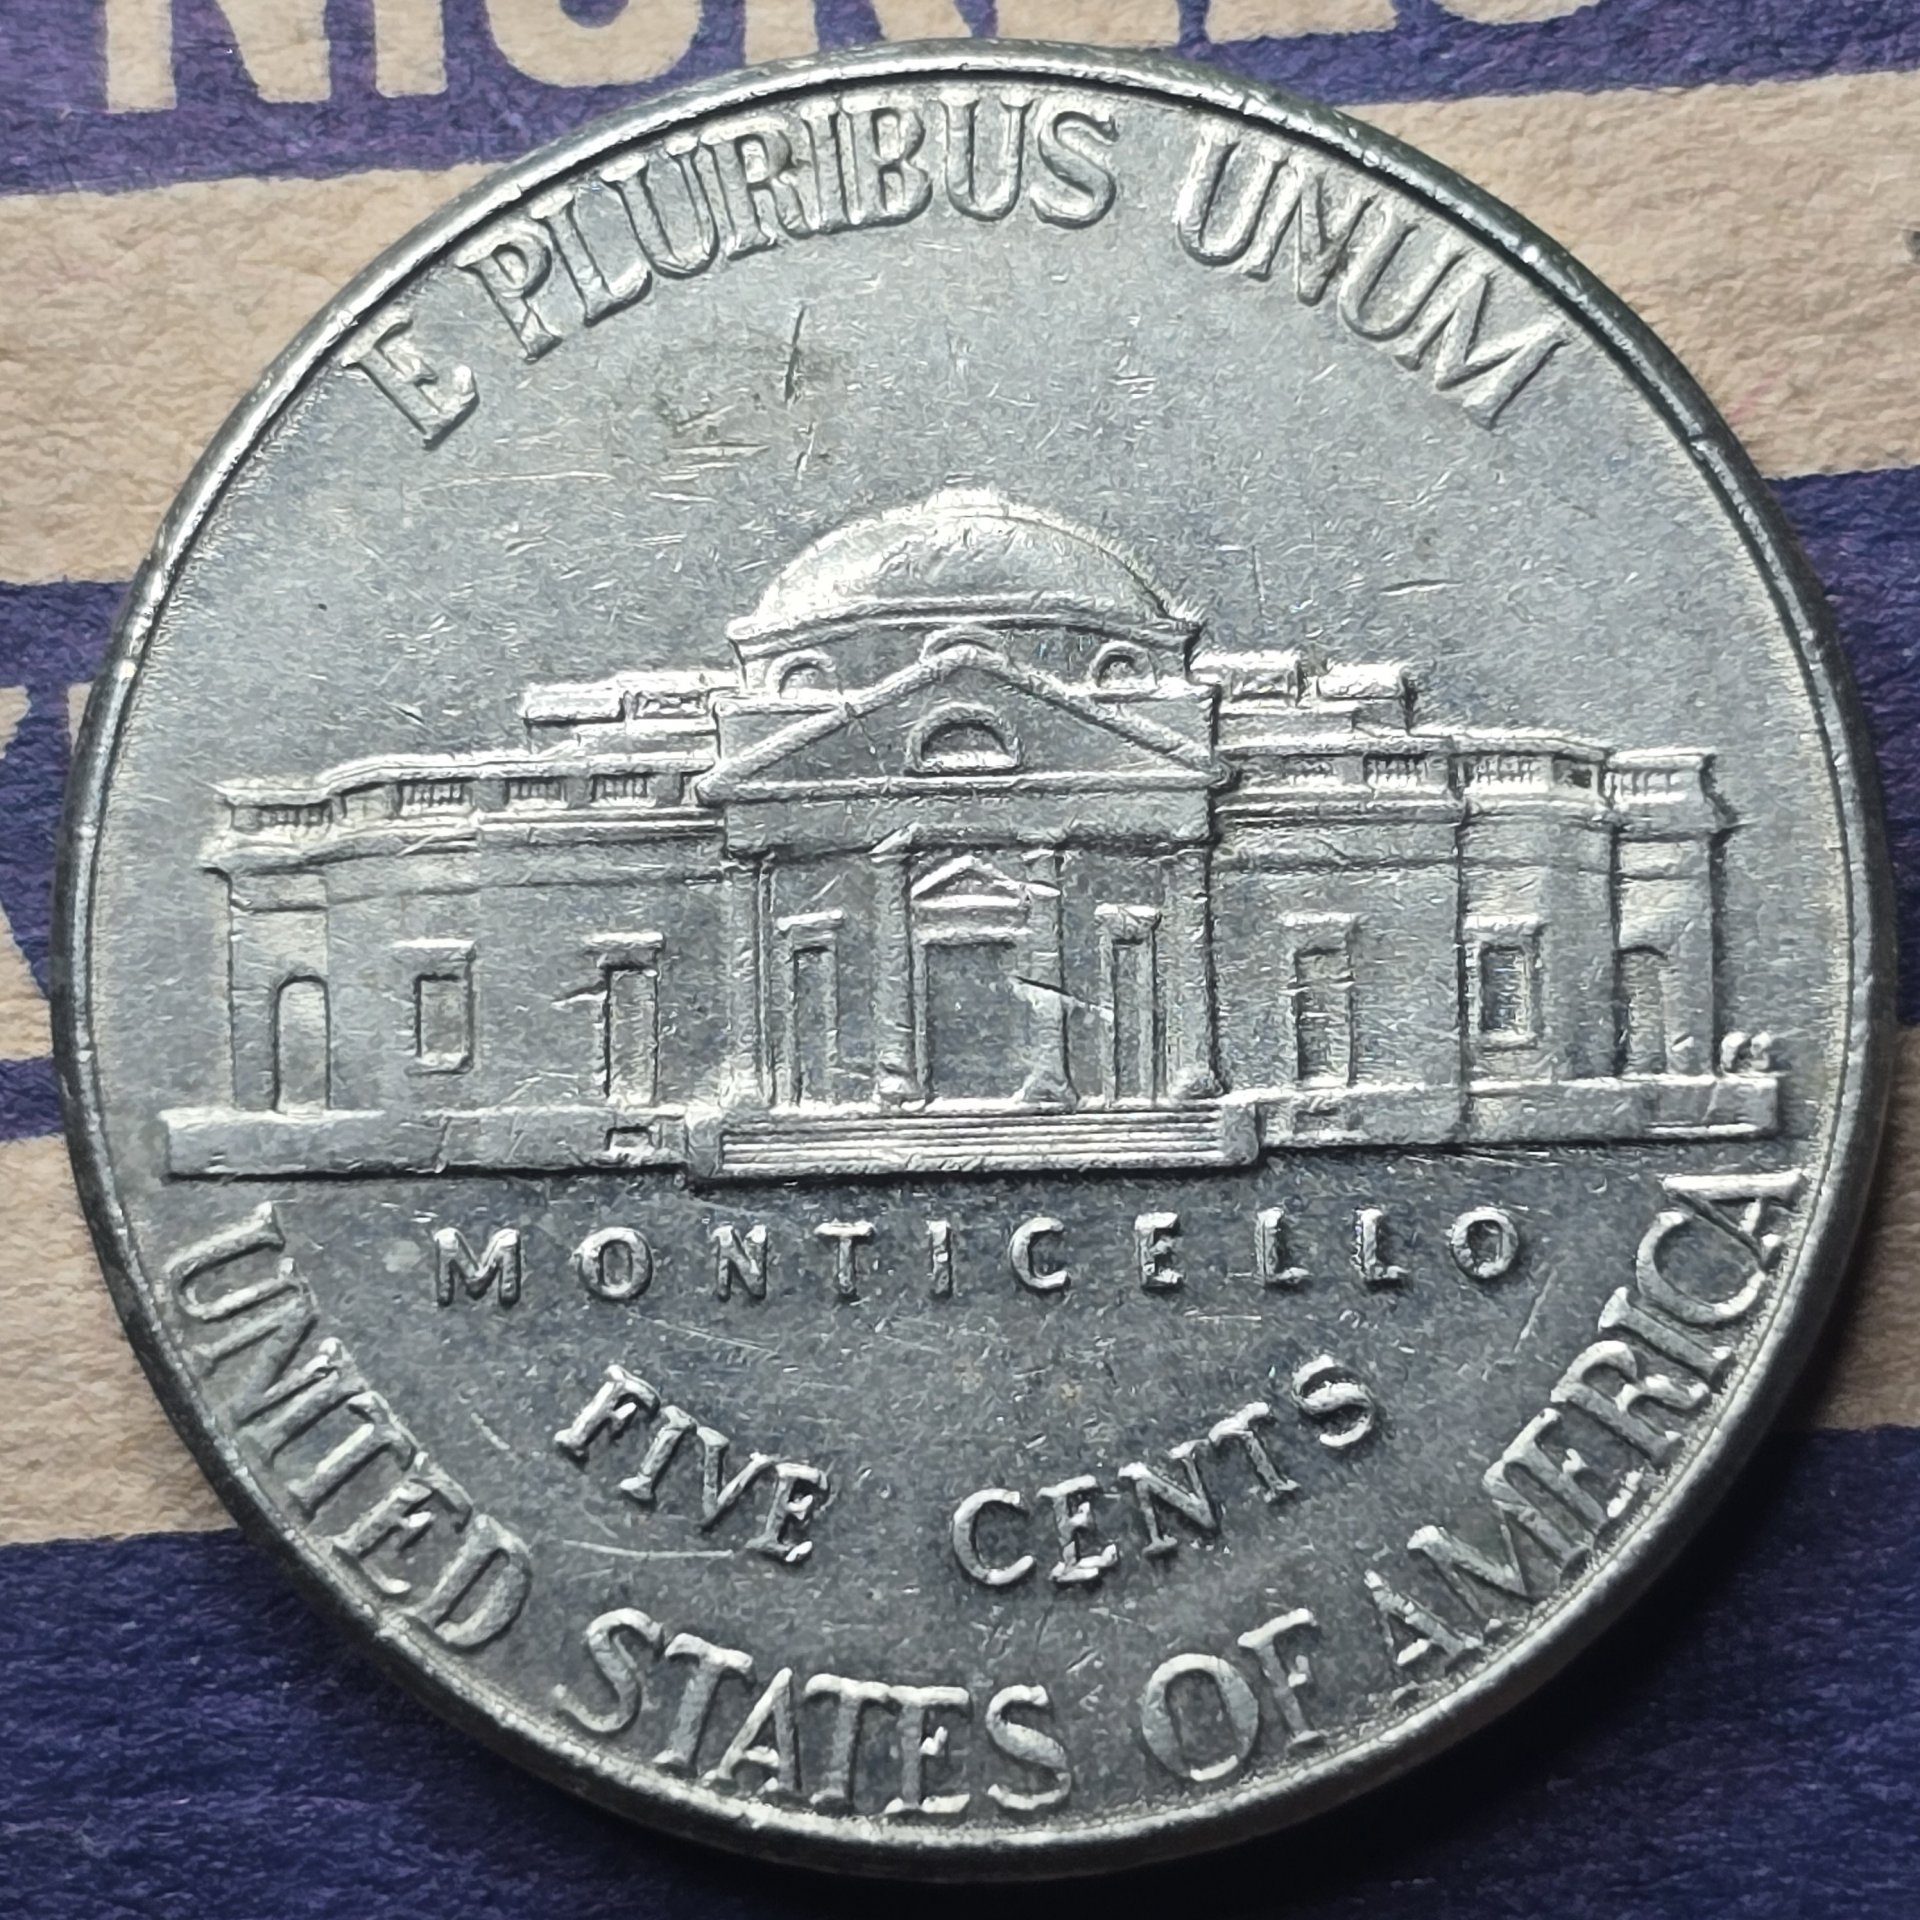 E PLURIBUS UNUM
MONTICELLO
FIVE CENTS
UNITED STATES OF AMERICA